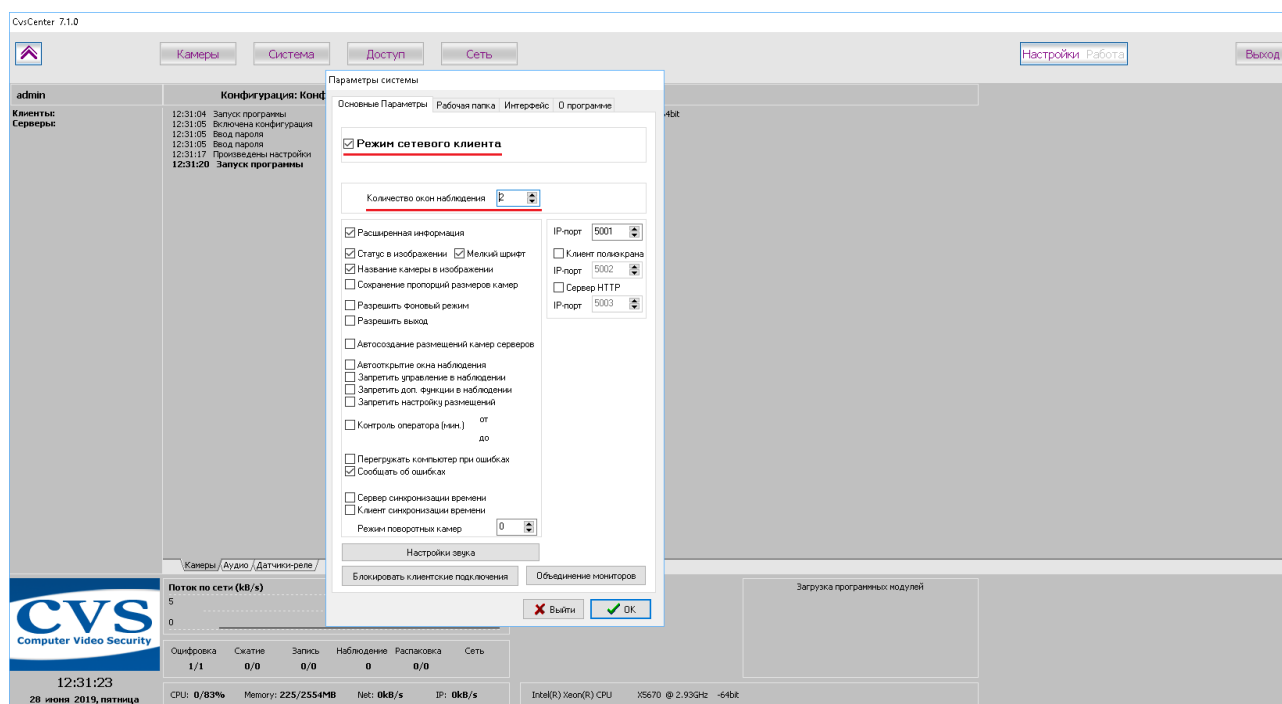 CvsCenter 7.1.0
Камеры Система Доступ Сеть Настройки Работа Выход
admin
Клиенты:
Серверы:
Конфигурация: Конф
12:31:04 Запуск программы
12:31:05 Включена конфигурация
12:31:05 Ввод пароля
12:31:05 Ввод пароля
12:31:17 Произведены настройки
12:31:20 Запуск программы
-64bit
Параметры системы
Основные Параметры Рабочая папка Интерфейс О программе
Режим сетевого клиента
Количество окон наблюдения 2
Расширенная информация
Статус в изображении Мелкий шрифт
Название камеры в изображении
Сохранение пропорций размеров камер
Разрешить фоновый режим
Разрешить выход
Автосоздание размещений камер серверов
Автооткрытие окна наблюдения
Запретить управление в наблюдении
Запретить доп. функции в наблюдении
Запретить настройку размещений
Контроль оператора (мин.) от
до
Перегружать компьютер при ошибках
Сообщать об ошибках
Сервер синхронизации времени
Клиент синхронизации времени
Режим поворотных камер 0
IP-порт 5001
Клиент полиэкрана
IP-порт 5002
Сервер HTTP
IP-порт 5003
Настройки звука
Блокировать клиентские подключения Объединение мониторов
Выйти OK
Камеры Аудио Датчики-реле
CVS
Computer Video Security
12:31:23
28 июня 2019, пятница
Поток по сети (kB/s)
5
0
Загрузка программных модулей
Оцифровка Сжатие Запись Наблюдение Распаковка Сеть
1/1 0/0 0/0 0 0/0
CPU: 0/83% Memory: 225/2554MB Net: 0kB/s IP: 0kB/s
Intel(R) Xeon(R) CPU X5670 @ 2.93GHz -64bit